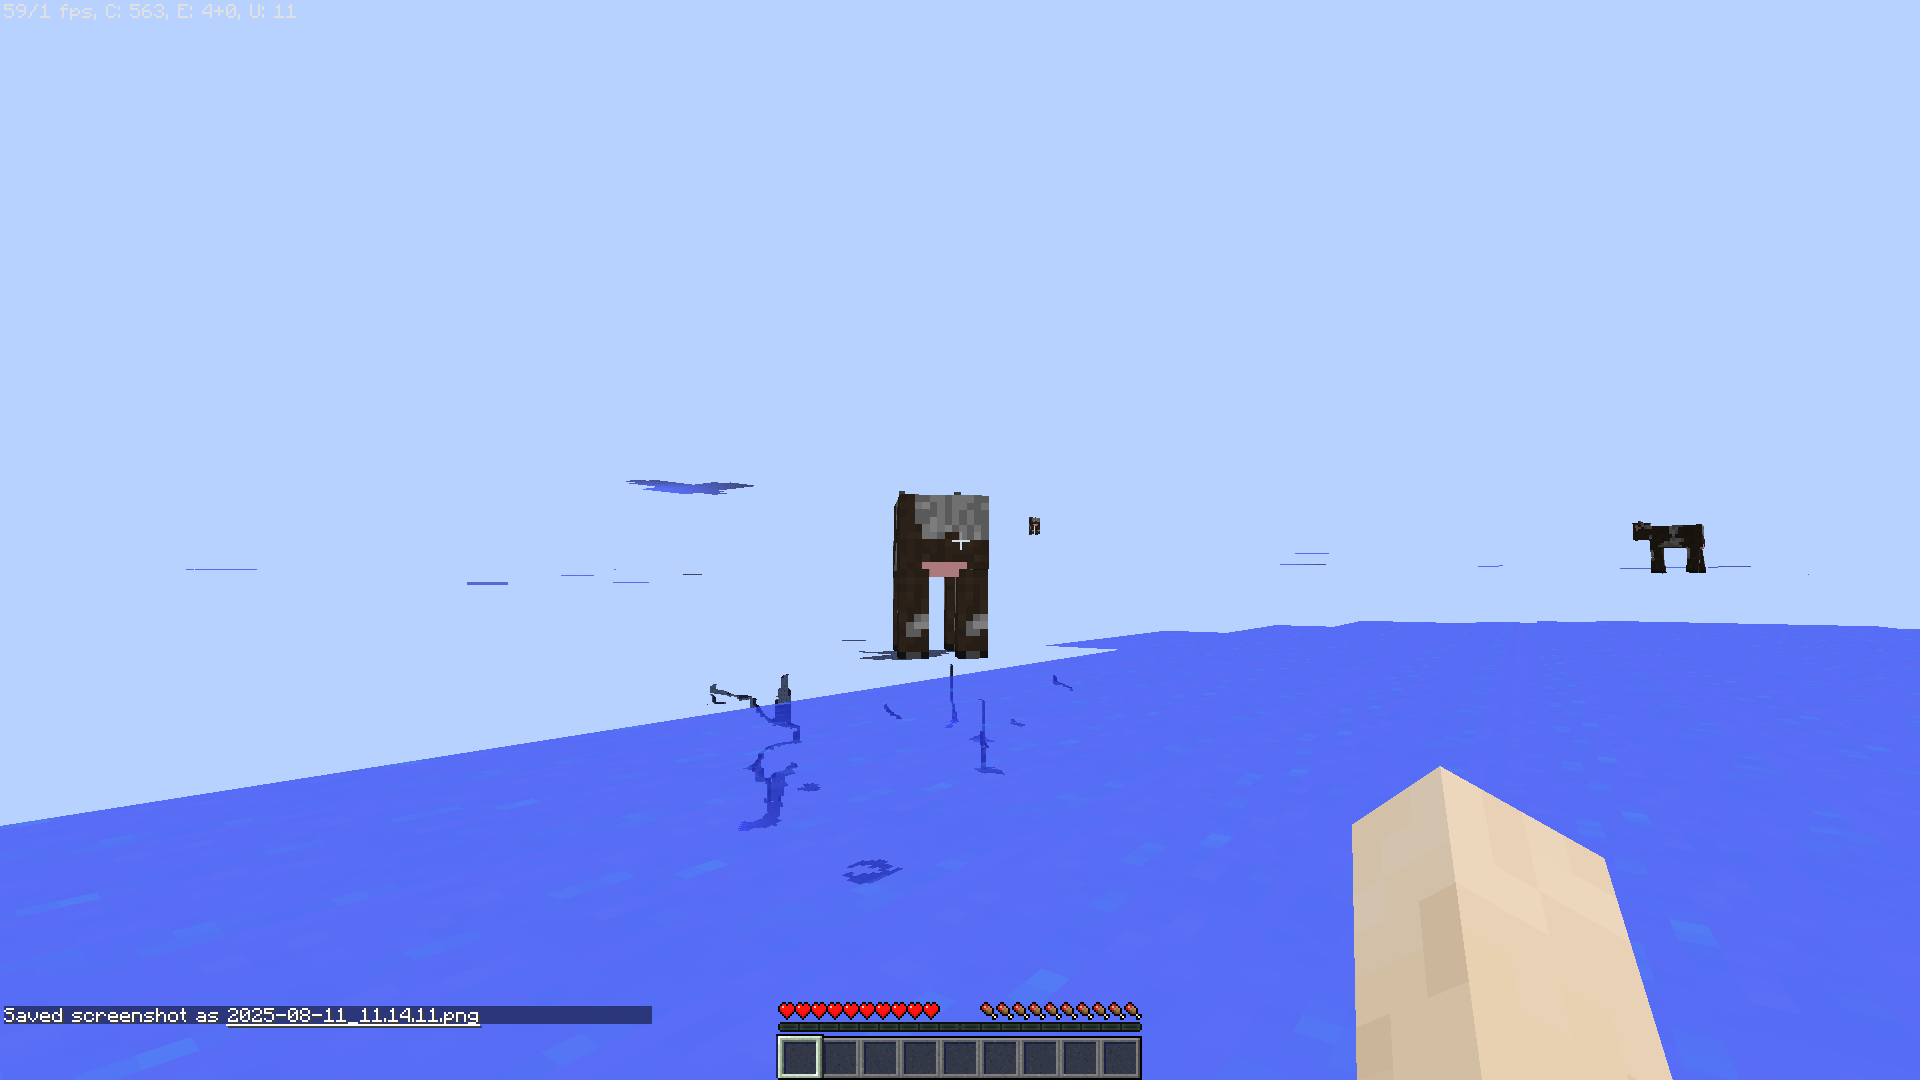 59/1 fps, C: 563, E: 4+0, U: 11
Saved screenshot as 2025-08-11_11.14.11.png